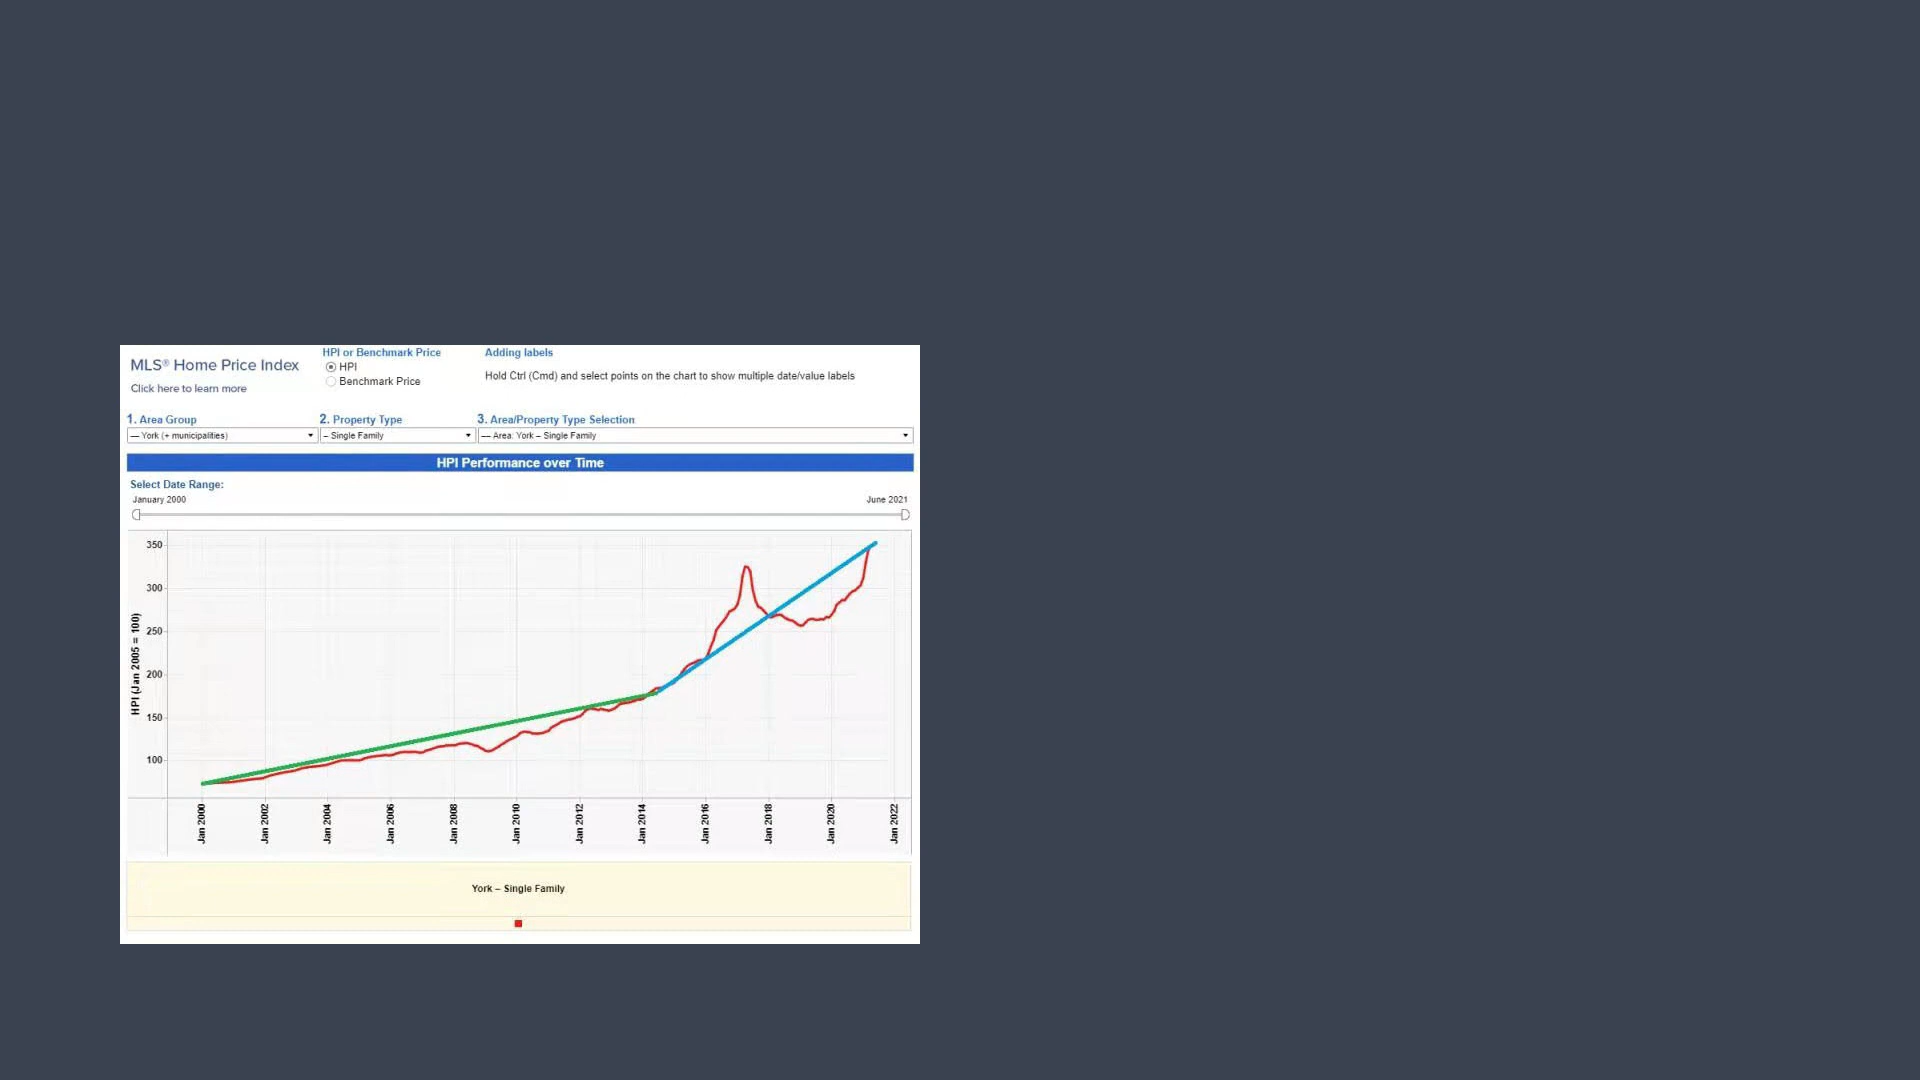 MLS® Home Price Index
Click here to learn more
HPI or Benchmark Price
HPI
Benchmark Price
Adding labels
Hold Ctrl (Cmd) and select points on the chart to show multiple date/value labels
1. Area Group
2. Property Type
3. Area/Property Type Selection
— York (+ municipalities)
– Single Family
— Area: York – Single Family
HPI Performance over Time
Select Date Range:
January 2000
June 2021
HPI (Jan 2005 = 100)
350
300
250
200
150
100
Jan 2000
Jan 2002
Jan 2004
Jan 2006
Jan 2008
Jan 2010
Jan 2012
Jan 2014
Jan 2016
Jan 2018
Jan 2020
Jan 2022
York – Single Family